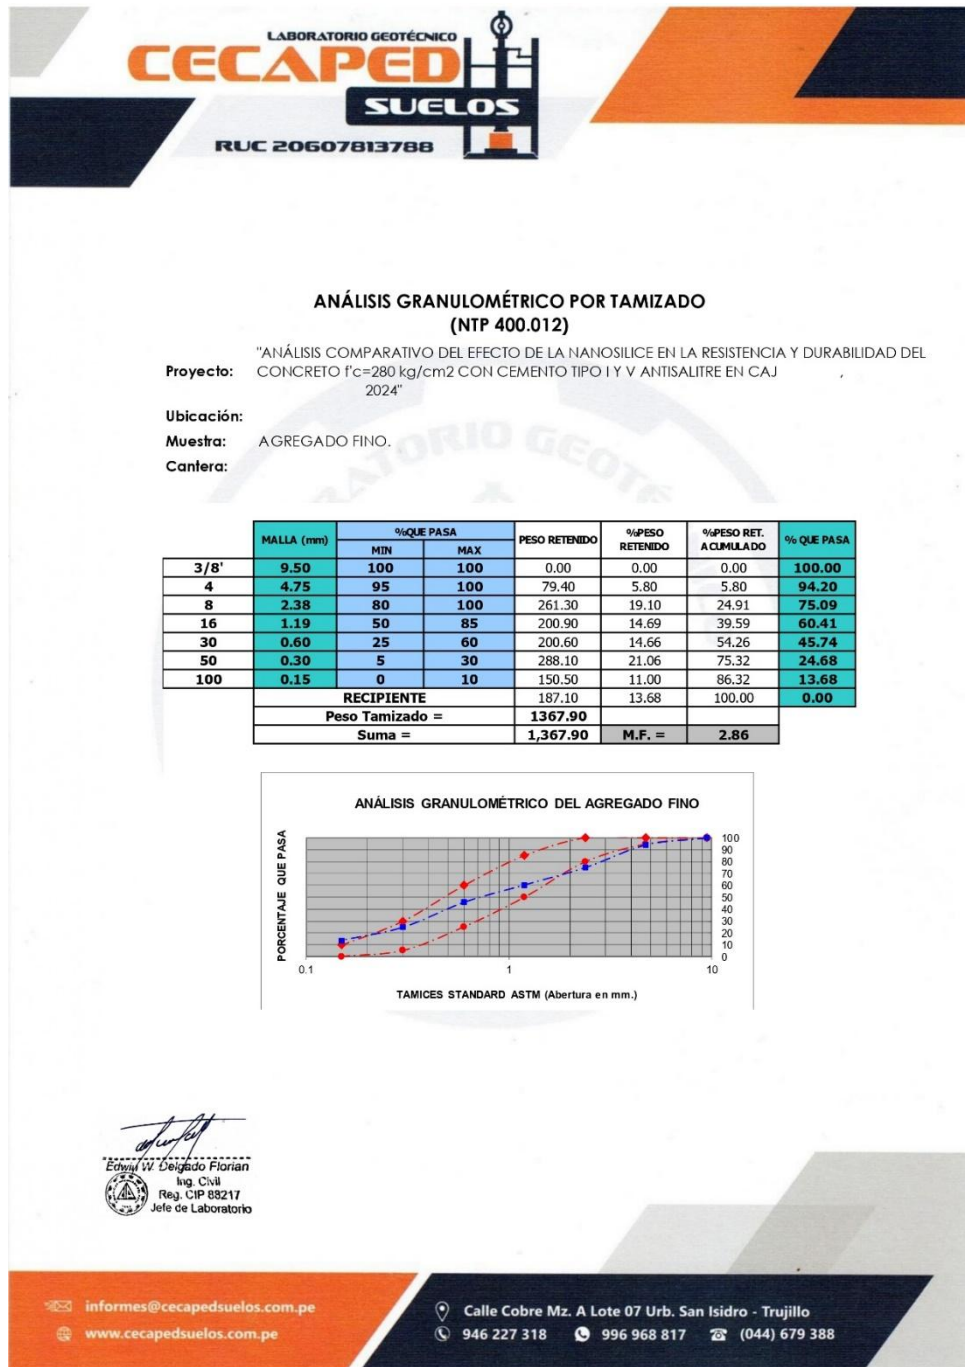 LABORATORIO GEOTÉCNICO
CECAPED
SUELOS
RUC 20607813788
ANÁLISIS GRANULOMÉTRICO POR TAMIZADO
(NTP 400.012)
Proyecto: "ANÁLISIS COMPARATIVO DEL EFECTO DE LA NANOSILICE EN LA RESISTENCIA Y DURABILIDAD DEL
CONCRETO f'c=280 kg/cm2 CON CEMENTO TIPO I Y V ANTISALITRE EN CAJ ,
2024"
Ubicación:
Muestra: AGREGADO FINO.
Cantera:
MALLA (mm) %QUE PASA PESO RETENIDO %PESO RETENIDO %PESO RET. ACUMULADO % QUE PASA
MIN MAX
3/8' 9.50 100 100 0.00 0.00 0.00 100.00
4 4.75 95 100 79.40 5.80 5.80 94.20
8 2.38 80 100 261.30 19.10 24.91 75.09
16 1.19 50 85 200.90 14.69 39.59 60.41
30 0.60 25 60 200.60 14.66 54.26 45.74
50 0.30 5 30 288.10 21.06 75.32 24.68
100 0.15 0 10 150.50 11.00 86.32 13.68
RECIPIENTE 187.10 13.68 100.00 0.00
Peso Tamizado = 1367.90
Suma = 1,367.90 M.F. = 2.86
ANÁLISIS GRANULOMÉTRICO DEL AGREGADO FINO
PORCENTAJE QUE PASA
100
90
80
70
60
50
40
30
20
10
0
0.1 1 10
TAMICES STANDARD ASTM (Abertura en mm.)
Edwin W. Delgado Florian
Ing. Civil
Reg. CIP 88217
Jefe de Laboratorio
informes@cecapedsuelos.com.pe
www.cecapedsuelos.com.pe
Calle Cobre Mz. A Lote 07 Urb. San Isidro - Trujillo
946 227 318 996 968 817 (044) 679 388